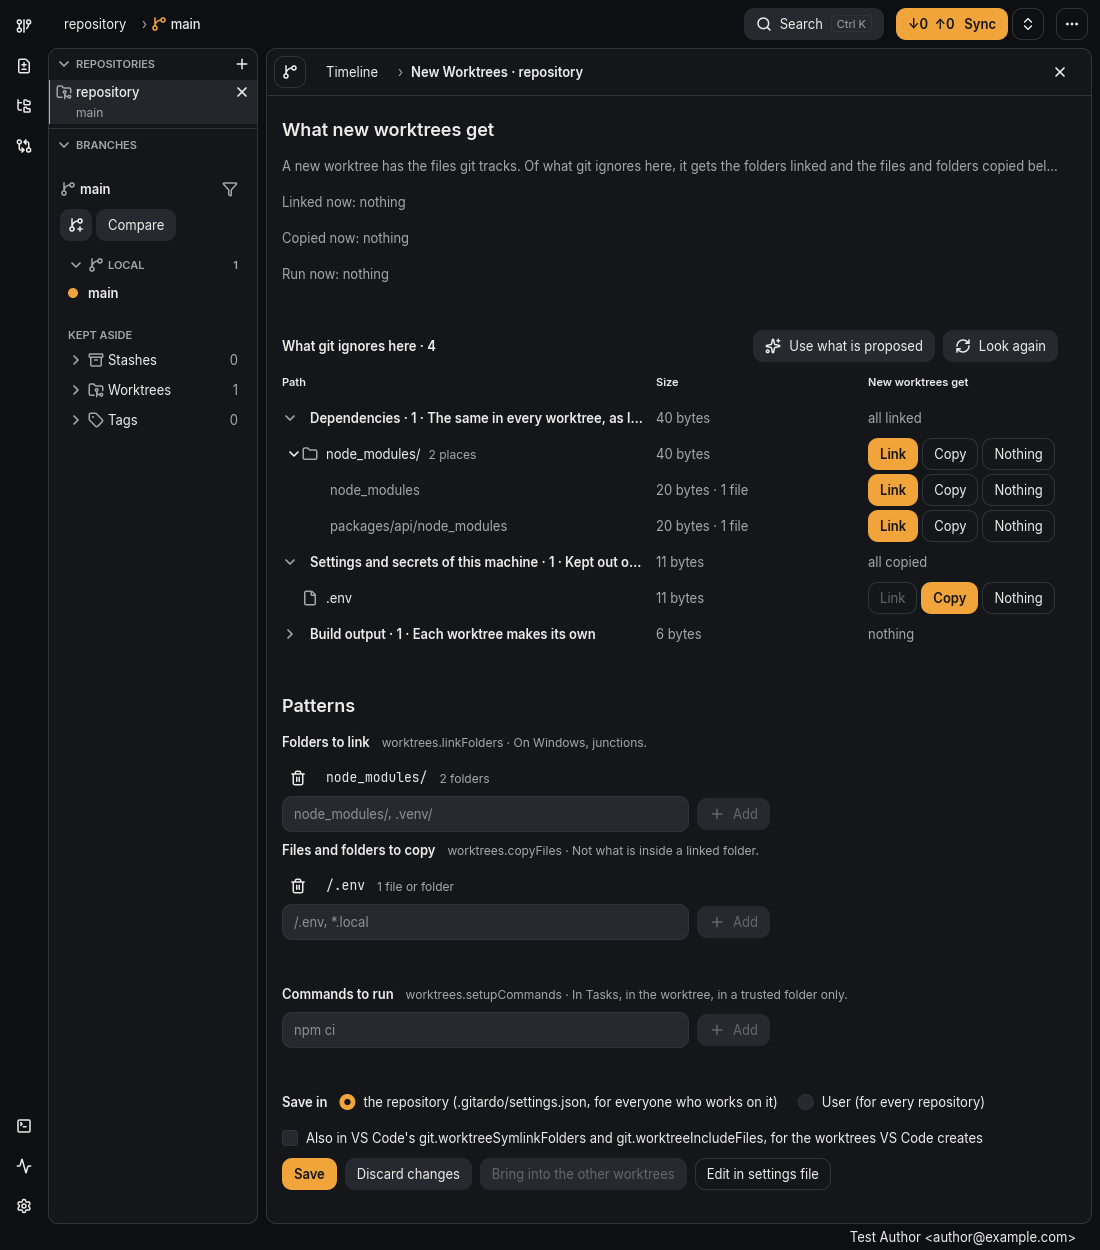 repository › main
Search Ctrl K
↓0 ↑0 Sync
REPOSITORIES
repository
main
BRANCHES
main
Compare
LOCAL 1
main
KEPT ASIDE
Stashes 0
Worktrees 1
Tags 0
Timeline › New Worktrees · repository
What new worktrees get
A new worktree has the files git tracks. Of what git ignores here, it gets the folders linked and the files and folders copied bel...
Linked now: nothing
Copied now: nothing
Run now: nothing
What git ignores here · 4
Use what is proposed
Look again
Path Size New worktrees get
Dependencies · 1 · The same in every worktree, as l... 40 bytes all linked
node_modules/ 2 places 40 bytes Link Copy Nothing
node_modules 20 bytes · 1 file Link Copy Nothing
packages/api/node_modules 20 bytes · 1 file Link Copy Nothing
Settings and secrets of this machine · 1 · Kept out o... 11 bytes all copied
.env 11 bytes Link Copy Nothing
Build output · 1 · Each worktree makes its own 6 bytes nothing
Patterns
Folders to link worktrees.linkFolders · On Windows, junctions.
node_modules/ 2 folders
node_modules/, .venv/ Add
Files and folders to copy worktrees.copyFiles · Not what is inside a linked folder.
/.env 1 file or folder
/.env, *.local Add
Commands to run worktrees.setupCommands · In Tasks, in the worktree, in a trusted folder only.
npm ci Add
Save in the repository (.gitardo/settings.json, for everyone who works on it) User (for every repository)
Also in VS Code's git.worktreeSymlinkFolders and git.worktreeIncludeFiles, for the worktrees VS Code creates
Save Discard changes Bring into the other worktrees Edit in settings file
Test Author <author@example.com>